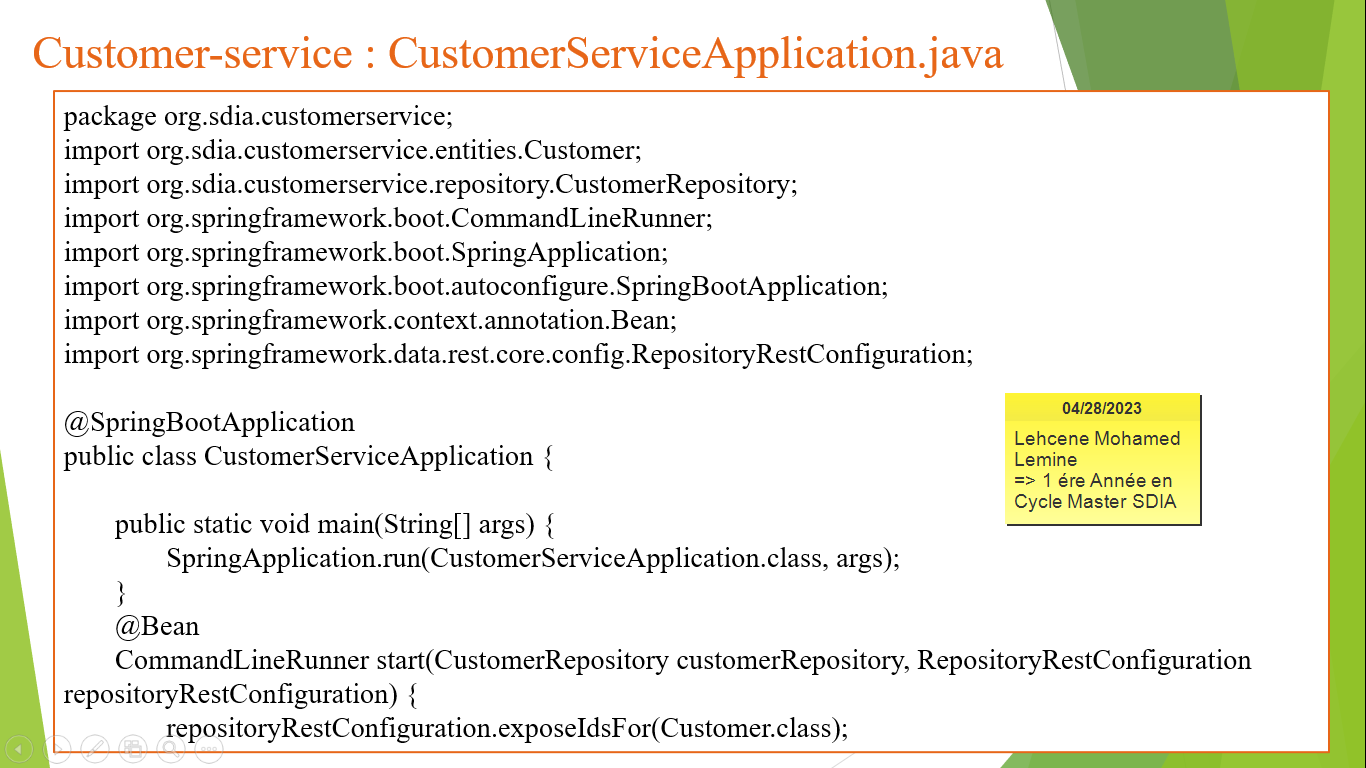 Customer-service : CustomerServiceApplication.java
package org.sdia.customerservice;
import org.sdia.customerservice.entities.Customer;
import org.sdia.customerservice.repository.CustomerRepository;
import org.springframework.boot.CommandLineRunner;
import org.springframework.boot.SpringApplication;
import org.springframework.boot.autoconfigure.SpringBootApplication;
import org.springframework.context.annotation.Bean;
import org.springframework.data.rest.core.config.RepositoryRestConfiguration;
@SpringBootApplication
public class CustomerServiceApplication {
public static void main(String[] args) {
SpringApplication.run(CustomerServiceApplication.class, args);
}
@Bean
CommandLineRunner start(CustomerRepository customerRepository, RepositoryRestConfiguration
repositoryRestConfiguration) {
repositoryRestConfiguration.exposeIdsFor(Customer.class);
04/28/2023
Lehcene Mohamed
Lemine
=> 1 ére Année en
Cycle Master SDIA